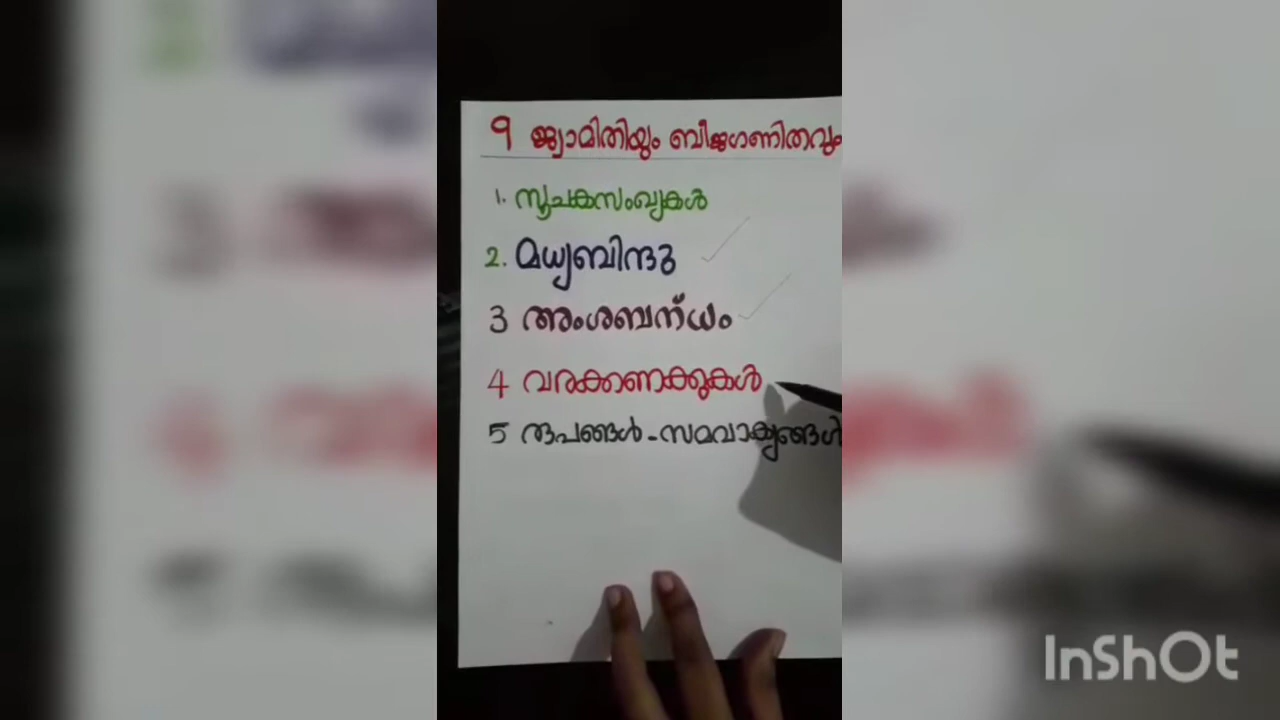 9 ജ്യാമിതിയും ബീജഗണിതവും
1. സൂചകസംഖ്യകൾ
2. മധ്യബിന്ദു
3 അംശബന്ധം
4 വരക്കണക്കുകൾ
5 രൂപങ്ങൾ - സമവാക്യങ്ങൾ
InShOt